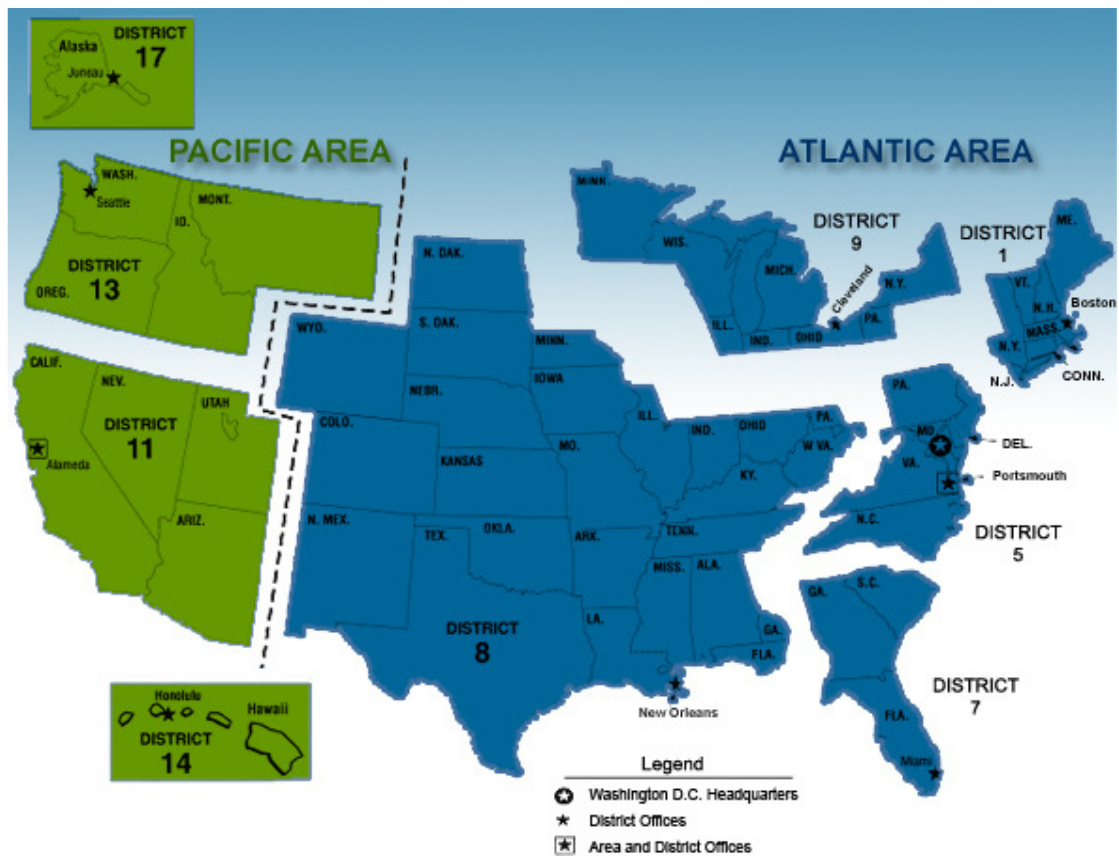 DISTRICT
17
Alaska
Juneau
PACIFIC AREA
ATLANTIC AREA
WASH.
Seattle
ID.
MONT.
DISTRICT
13
OREG.
CALIF.
NEV.
UTAH
DISTRICT
11
Alameda
ARIZ.
Honolulu
Hawaii
DISTRICT
14
N. DAK.
WYO.
S. DAK.
MINN.
IOWA
NEBR.
COLO.
ILL.
IND.
OHIO
PA.
W VA.
MO.
KANSAS
KY.
N. MEX.
TEX.
OKLA.
ARK.
TENN.
MISS.
ALA.
LA.
GA.
FLA.
DISTRICT
8
New Orleans
MINN.
WIS.
MICH.
DISTRICT
9
Cleveland
N.Y.
PA.
ILL.
IND.
OHIO
DISTRICT
1
ME.
VT.
N.H.
Boston
MASS.
N.Y.
N.J.
CONN.
PA.
MD.
DEL.
VA.
Portsmouth
N.C.
DISTRICT
5
GA.
S.C.
DISTRICT
7
FLA.
Miami
Legend
Washington D.C. Headquarters
District Offices
Area and District Offices